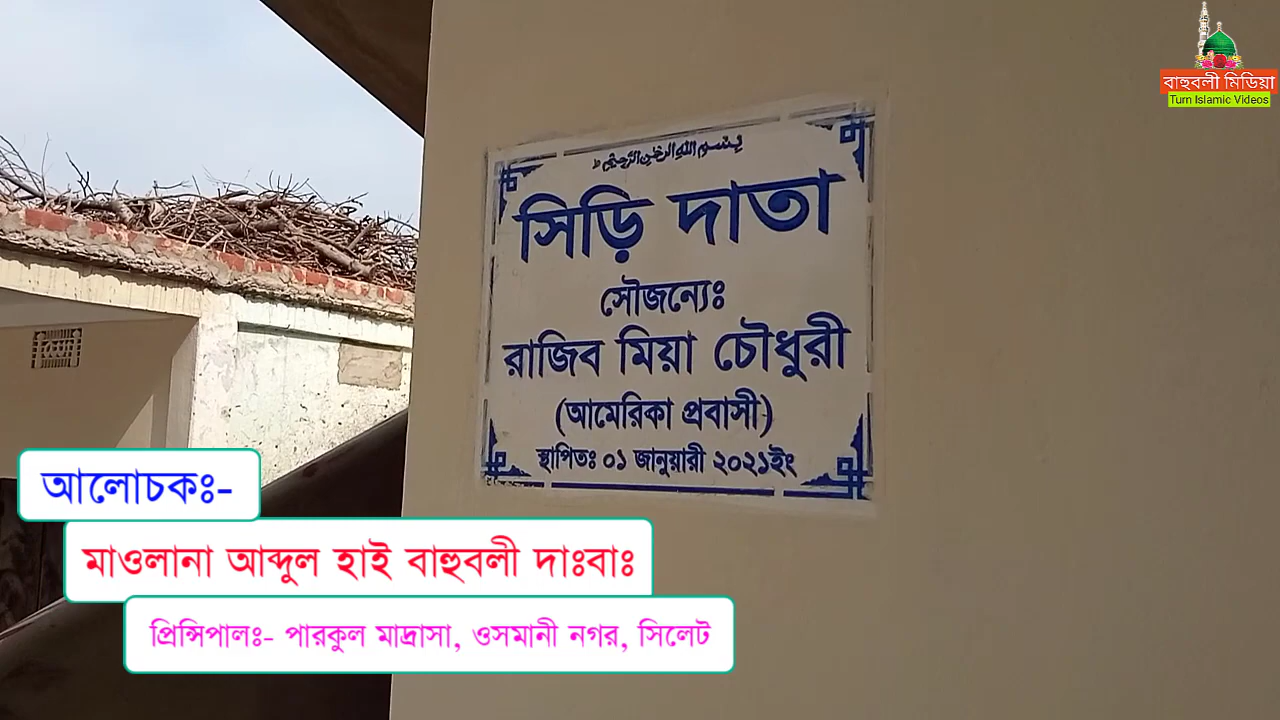 বাহুবলী মিডিয়া
Turn Islamic Videos
بسم الله الرحمن الرحيم
সিড়ি দাতা
সৌজন্যেঃ
রাজিব মিয়া চৌধুরী
(আমেরিকা প্রবাসী)
স্থাপিতঃ ০১ জানুয়ারী ২০২১ইং
আলোচকঃ-
মাওলানা আব্দুল হাই বাহুবলী দাঃবাঃ
প্রিন্সিপালঃ- পারকুল মাদ্রাসা, ওসমানী নগর, সিলেট